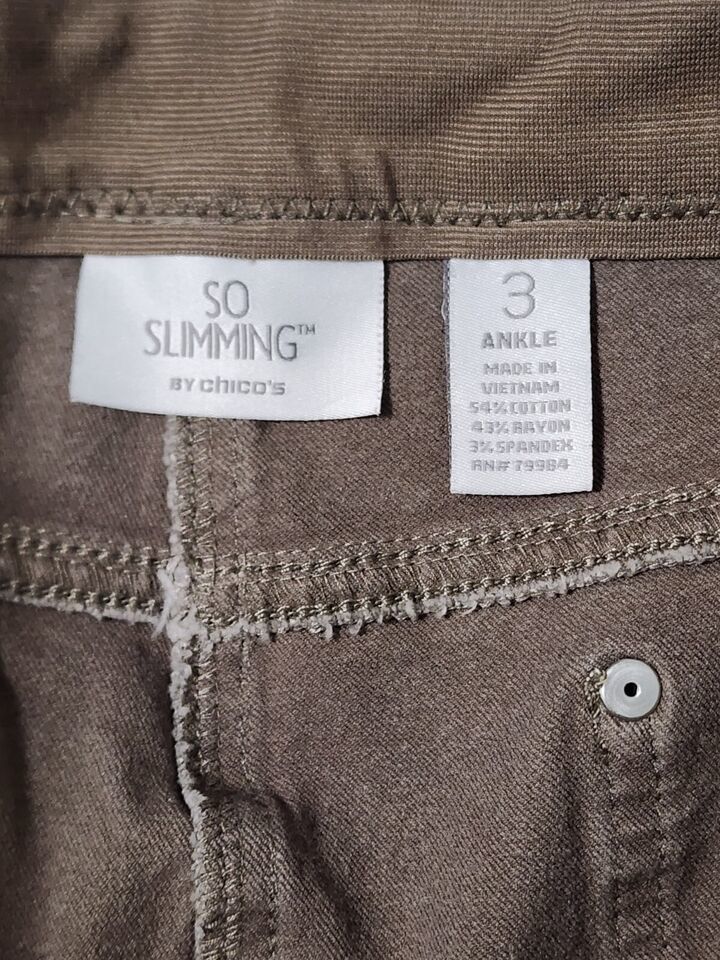 SO
SLIMMING™
BY chico's
3
ANKLE
MADE IN
VIETNAM
54% COTTON
43% RAYON
3% SPANDEX
RN# 79984